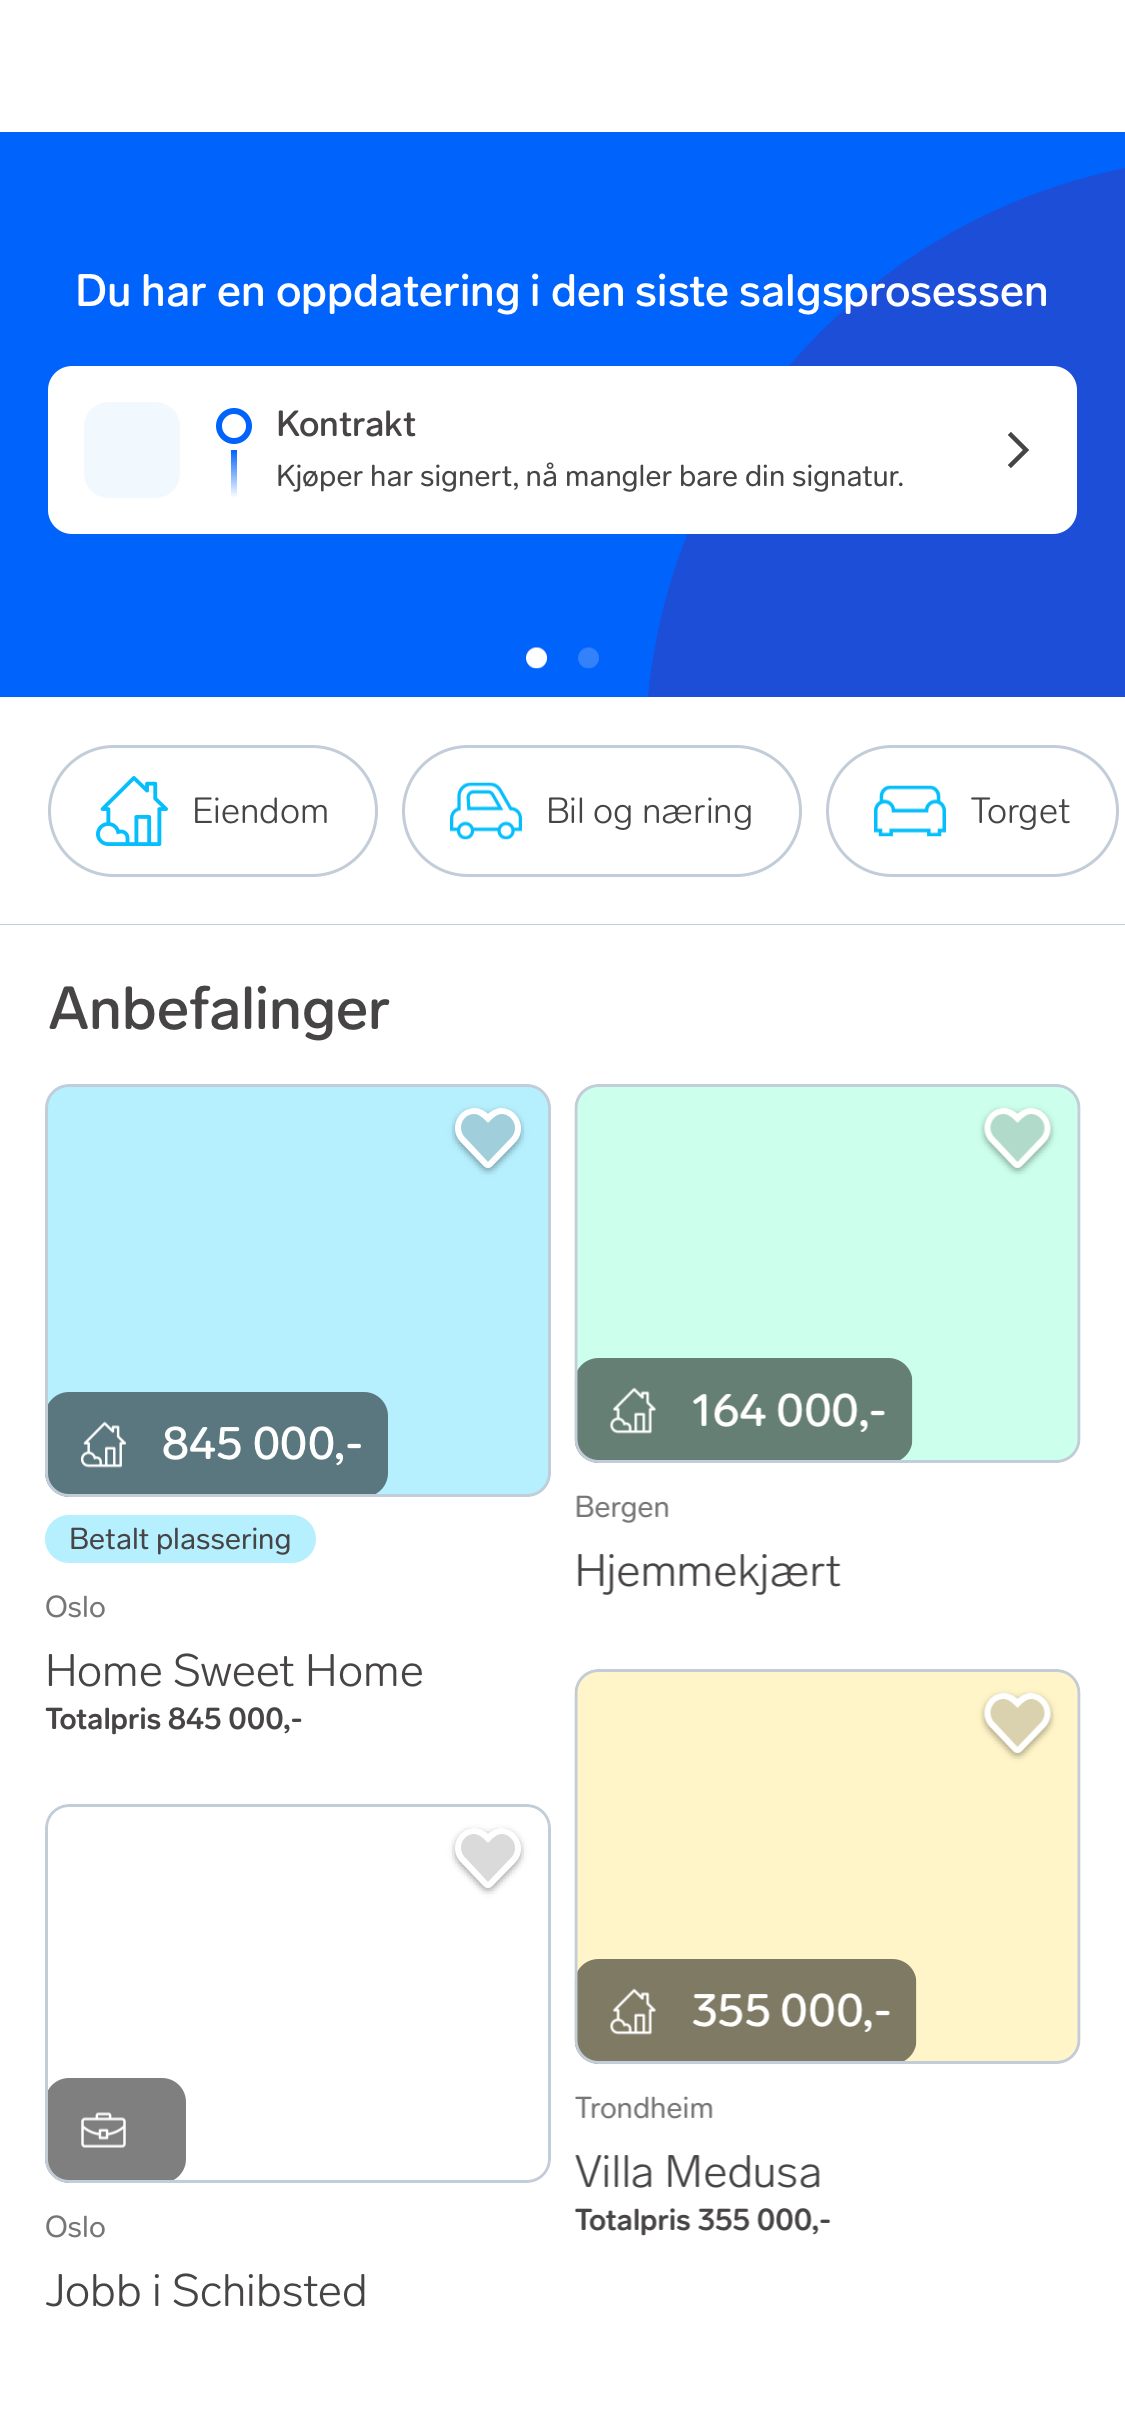 Du har en oppdatering i den siste salgsprosessen
Kontrakt
Kjøper har signert, nå mangler bare din signatur.
Eiendom
Bil og næring
Torget
Anbefalinger
845 000,-
Betalt plassering
Oslo
Home Sweet Home
Totalpris 845 000,-
164 000,-
Bergen
Hjemmekjært
355 000,-
Trondheim
Villa Medusa
Totalpris 355 000,-
Oslo
Jobb i Schibsted